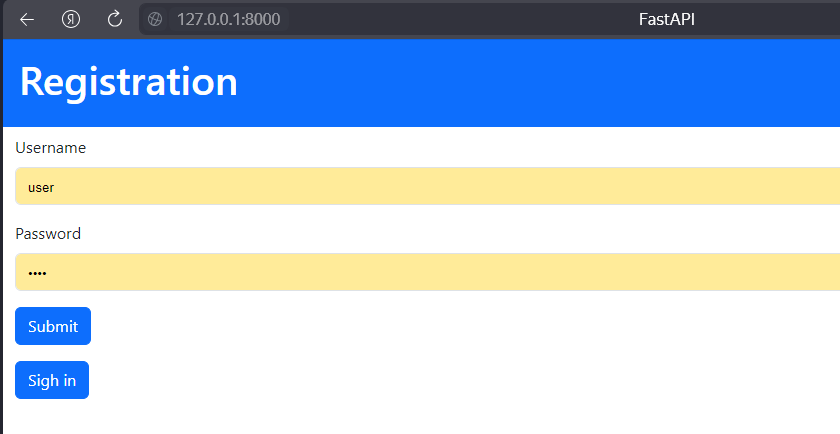 Я 127.0.0.1:8000 FastAPI
Registration
Username
user
Password
••••
Submit
Sigh in